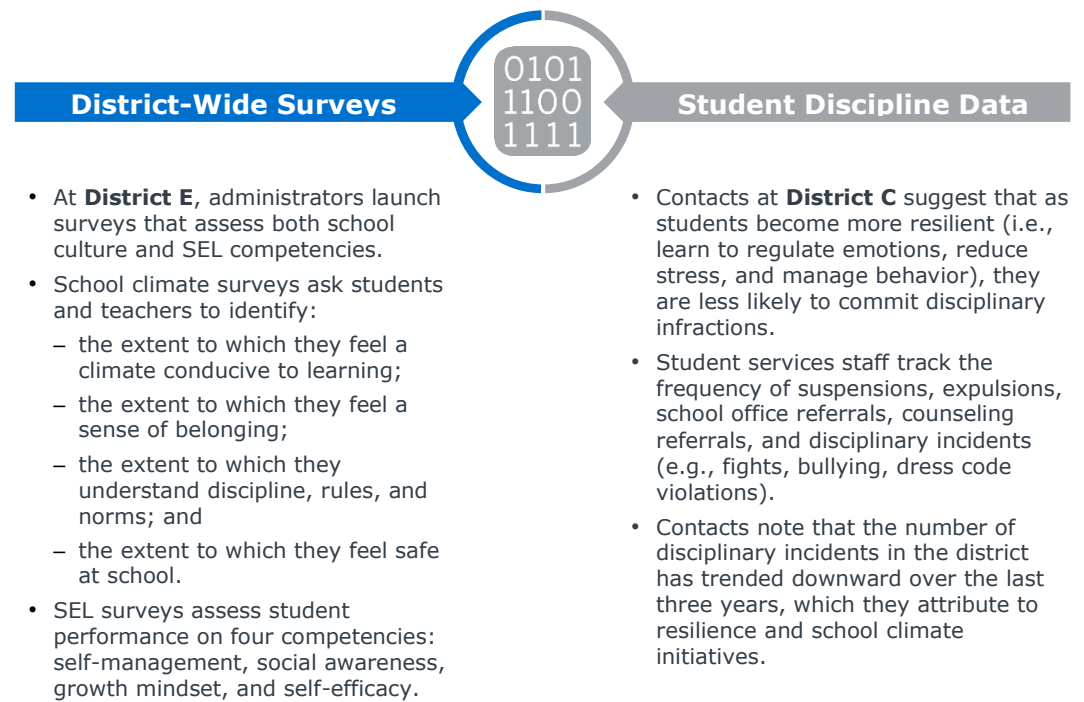 District-Wide Surveys
0101
1100
1111
Student Discipline Data
• At District E, administrators launch
surveys that assess both school
culture and SEL competencies.
• School climate surveys ask students
and teachers to identify:
– the extent to which they feel a
climate conducive to learning;
– the extent to which they feel a
sense of belonging;
– the extent to which they
understand discipline, rules, and
norms; and
– the extent to which they feel safe
at school.
• SEL surveys assess student
performance on four competencies:
self-management, social awareness,
growth mindset, and self-efficacy.
• Contacts at District C suggest that as
students become more resilient (i.e.,
learn to regulate emotions, reduce
stress, and manage behavior), they
are less likely to commit disciplinary
infractions.
• Student services staff track the
frequency of suspensions, expulsions,
school office referrals, counseling
referrals, and disciplinary incidents
(e.g., fights, bullying, dress code
violations).
• Contacts note that the number of
disciplinary incidents in the district
has trended downward over the last
three years, which they attribute to
resilience and school climate
initiatives.